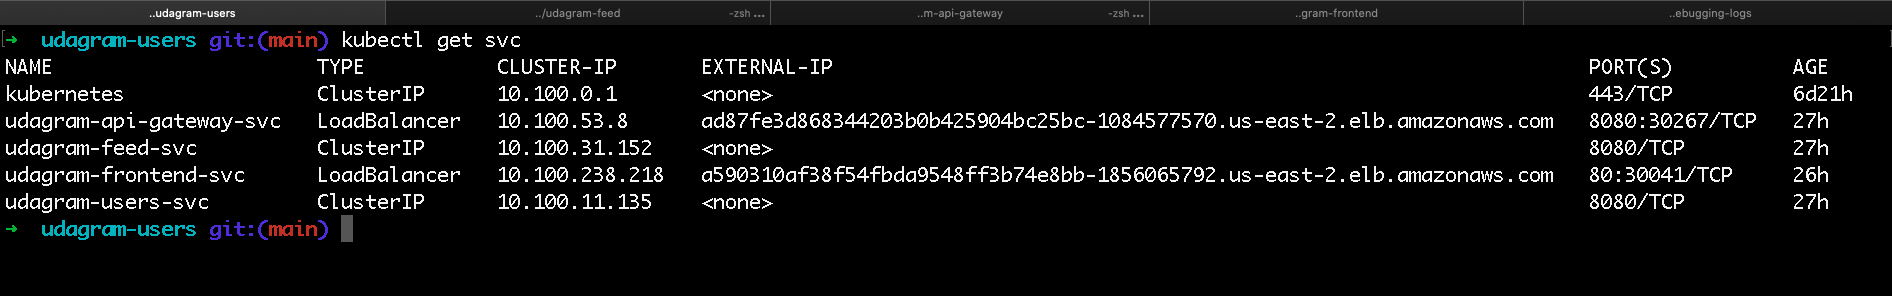 ..udagram-users ../udagram-feed -zsh ... ..m-api-gateway -zsh ... ..gram-frontend ..ebugging-logs
[→ udagram-users git:(main) kubectl get svc ]
NAME TYPE CLUSTER-IP EXTERNAL-IP PORT(S) AGE
kubernetes ClusterIP 10.100.0.1 <none> 443/TCP 6d21h
udagram-api-gateway-svc LoadBalancer 10.100.53.8 ad87fe3d868344203b0b425904bc25bc-1084577570.us-east-2.elb.amazonaws.com 8080:30267/TCP 27h
udagram-feed-svc ClusterIP 10.100.31.152 <none> 8080/TCP 27h
udagram-frontend-svc LoadBalancer 10.100.238.218 a590310af38f54fbda9548ff3b74e8bb-1856065792.us-east-2.elb.amazonaws.com 80:30041/TCP 26h
udagram-users-svc ClusterIP 10.100.11.135 <none> 8080/TCP 27h
→ udagram-users git:(main)